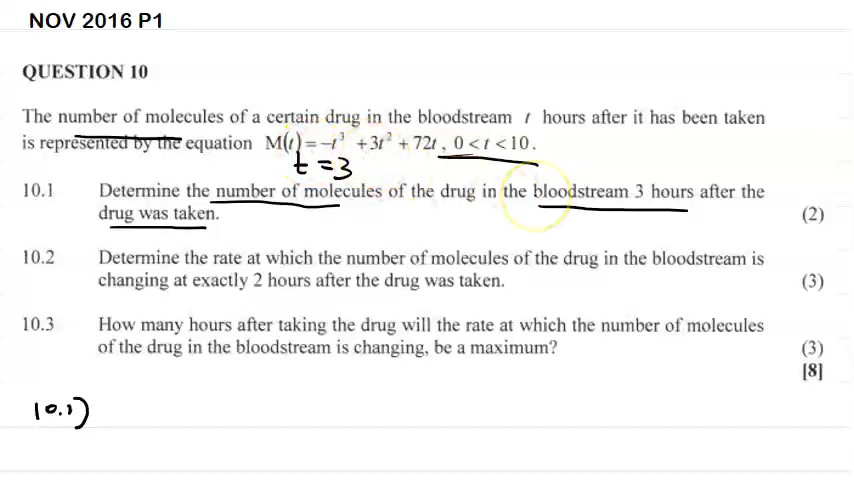 NOV 2016 P1
QUESTION 10
The number of molecules of a certain drug in the bloodstream t hours after it has been taken
is represented by the equation M(t) = −t³ + 3t² + 72t, 0 < t < 10.
t = 3
10.1 Determine the number of molecules of the drug in the bloodstream 3 hours after the
drug was taken. (2)
10.2 Determine the rate at which the number of molecules of the drug in the bloodstream is
changing at exactly 2 hours after the drug was taken. (3)
10.3 How many hours after taking the drug will the rate at which the number of molecules
of the drug in the bloodstream is changing, be a maximum? (3)
[8]
10.1)